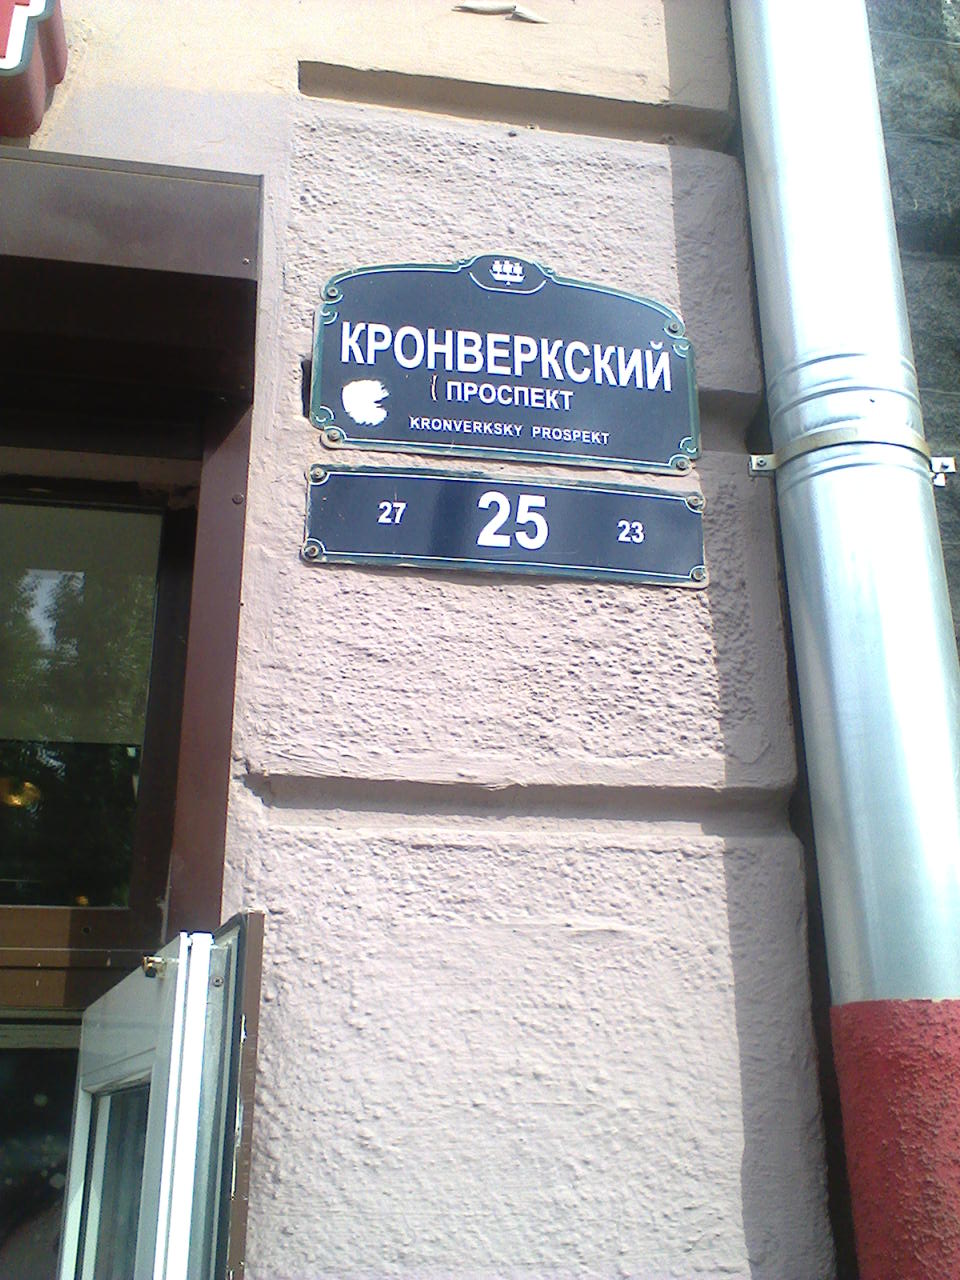 КРОНВЕРКСКИЙ
ПРОСПЕКТ
KRONVERKSKY PROSPEKT
27 25 23